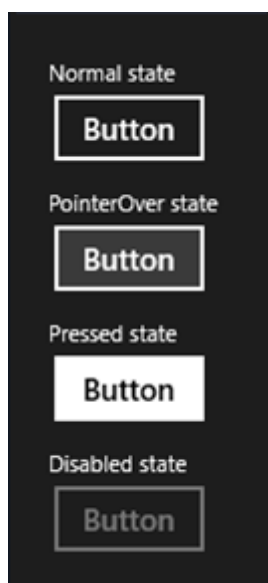 Normal state
Button
PointerOver state
Button
Pressed state
Button
Disabled state
Button